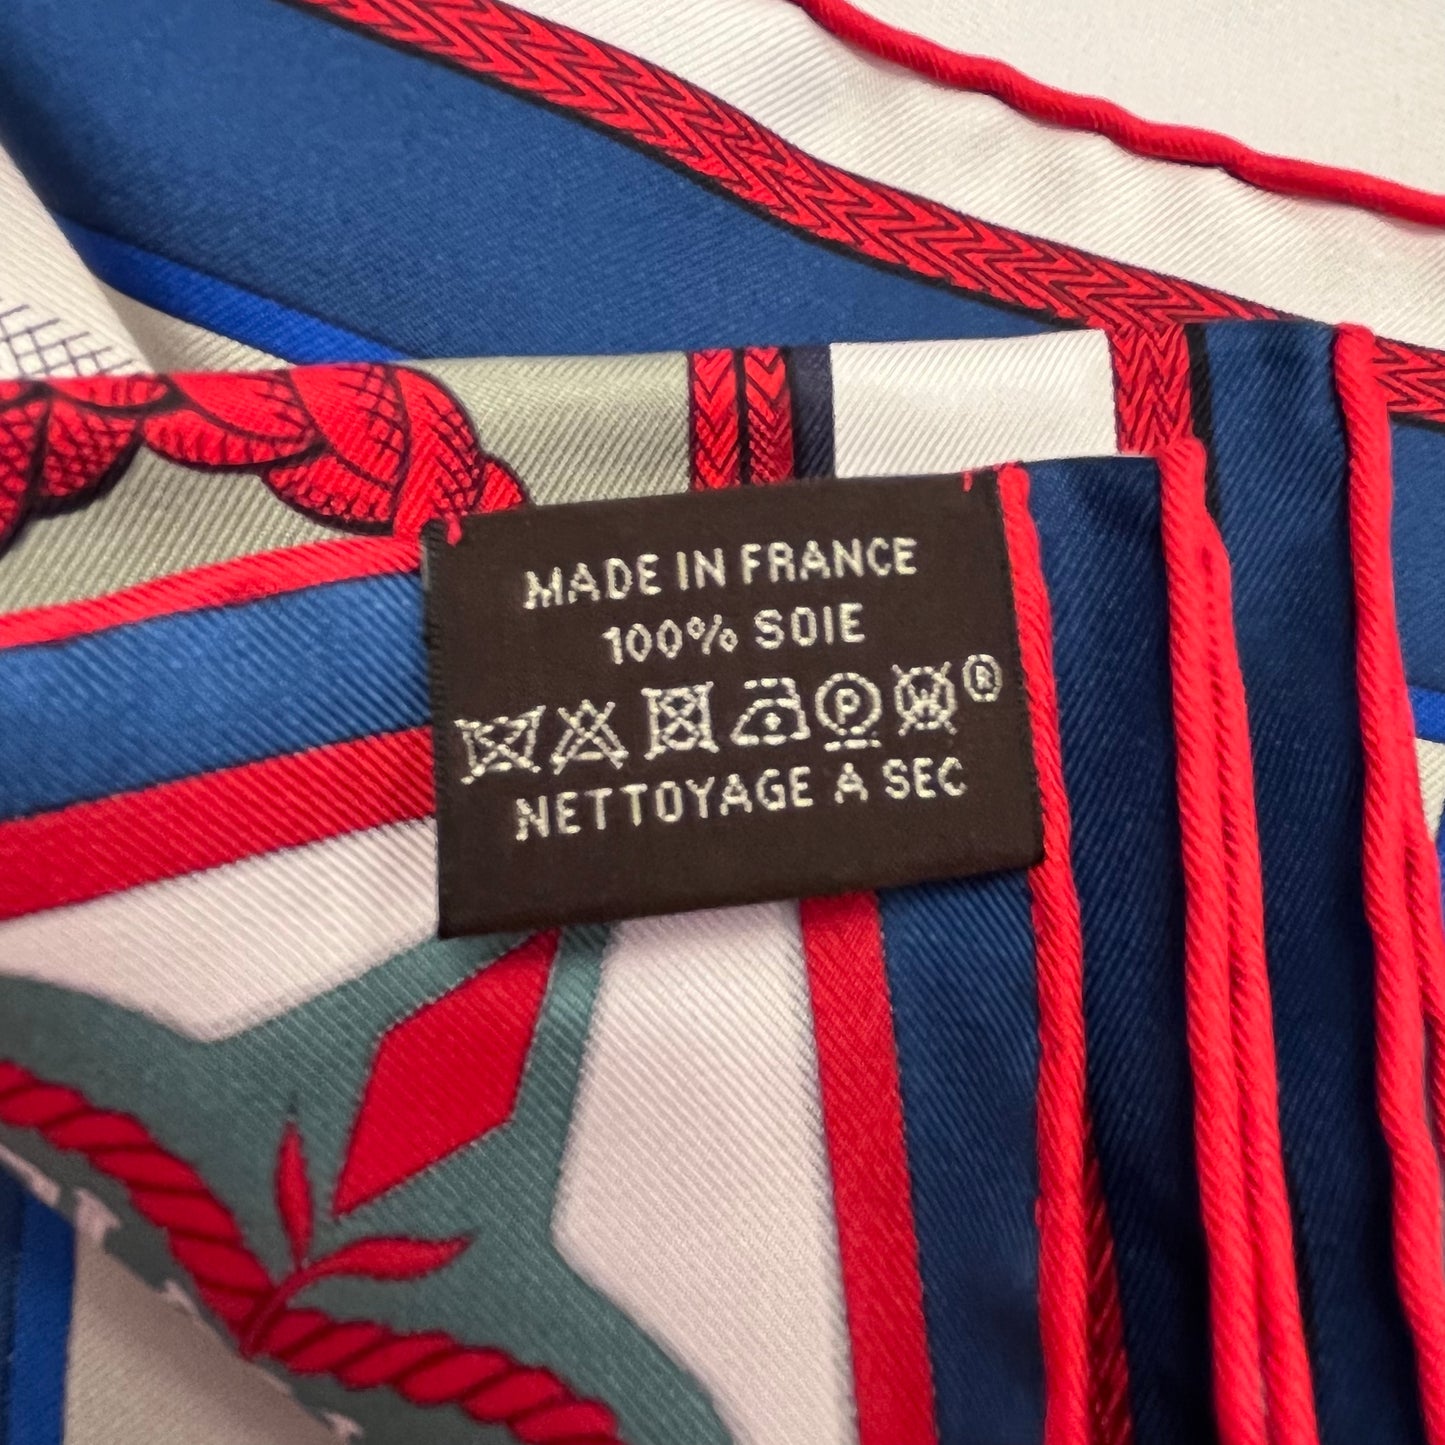 MADE IN FRANCE
100% SOIE
P W ®
NETTOYAGE A SEC